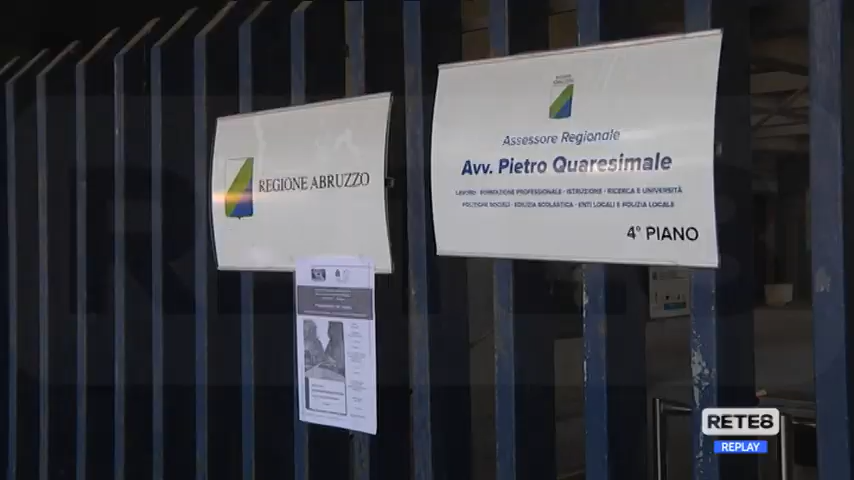 REGIONE ABRUZZO
Assessore Regionale
Avv. Pietro Quaresimale
LAVORO - FORMAZIONE PROFESSIONALE - ISTRUZIONE - RICERCA E UNIVERSITÀ
POLITICHE SOCIALI - EDILIZIA SCOLASTICA - ENTI LOCALI E POLIZIA LOCALE
4° PIANO
RETE8
REPLAY